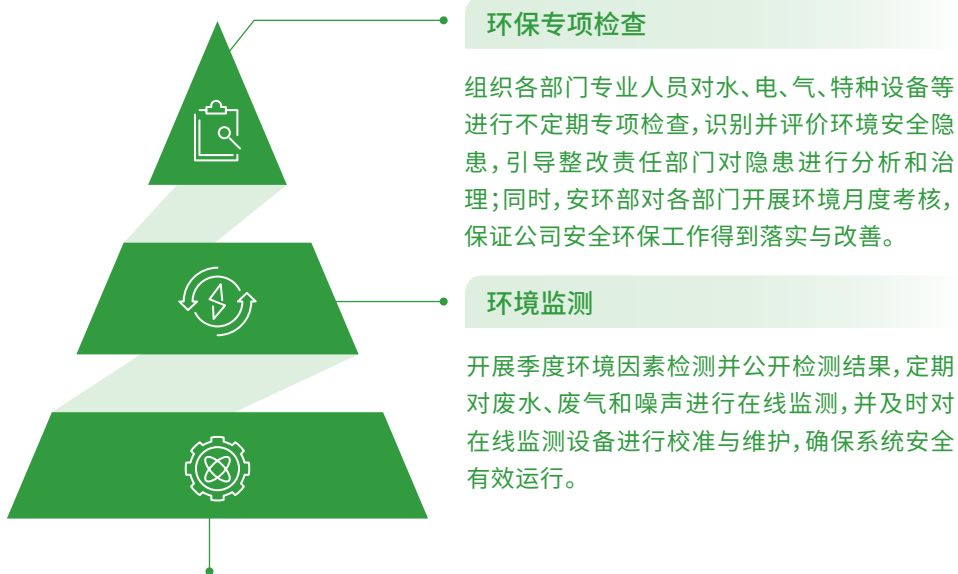 环保专项检查
组织各部门专业人员对水、电、气、特种设备等
进行不定期专项检查,识别并评价环境安全隐
患,引导整改责任部门对隐患进行分析和治
理;同时,安环部对各部门开展环境月度考核,
保证公司安全环保工作得到落实与改善。
环境监测
开展季度环境因素检测并公开检测结果,定期
对废水、废气和噪声进行在线监测,并及时对
在线监测设备进行校准与维护,确保系统安全
有效运行。